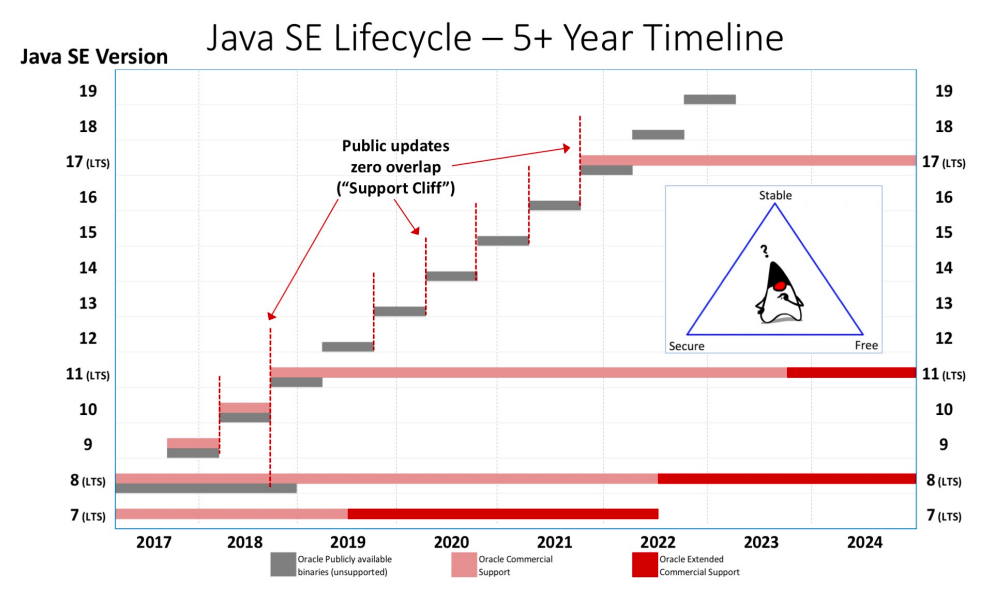 Java SE Lifecycle – 5+ Year Timeline
Java SE Version
19
19
18
18
17 (LTS)
17 (LTS)
16
16
15
15
14
14
13
13
12
12
11 (LTS)
11 (LTS)
10
10
9
9
8 (LTS)
8 (LTS)
7 (LTS)
7 (LTS)
Public updates
zero overlap
(“Support Cliff”)
Stable
?
Secure
Free
2017
2018
2019
2020
2021
2022
2023
2024
Oracle Publicly available
binaries (unsupported)
Oracle Commercial
Support
Oracle Extended
Commercial Support